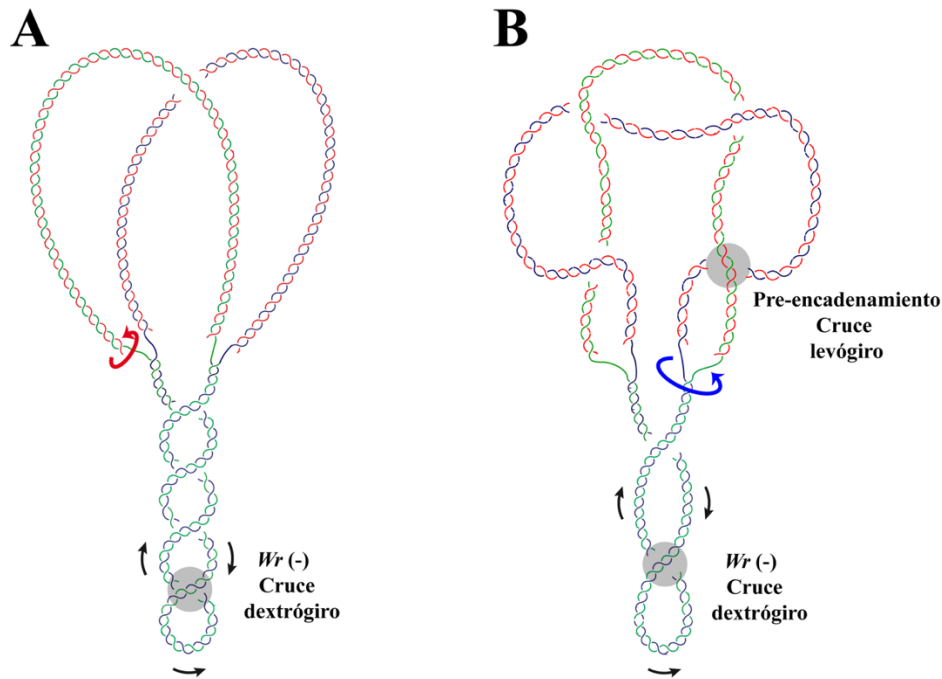 A
B
Pre-encadenamiento
Cruce
levógiro
Wr (-)
Cruce
dextrógiro
Wr (-)
Cruce
dextrógiro